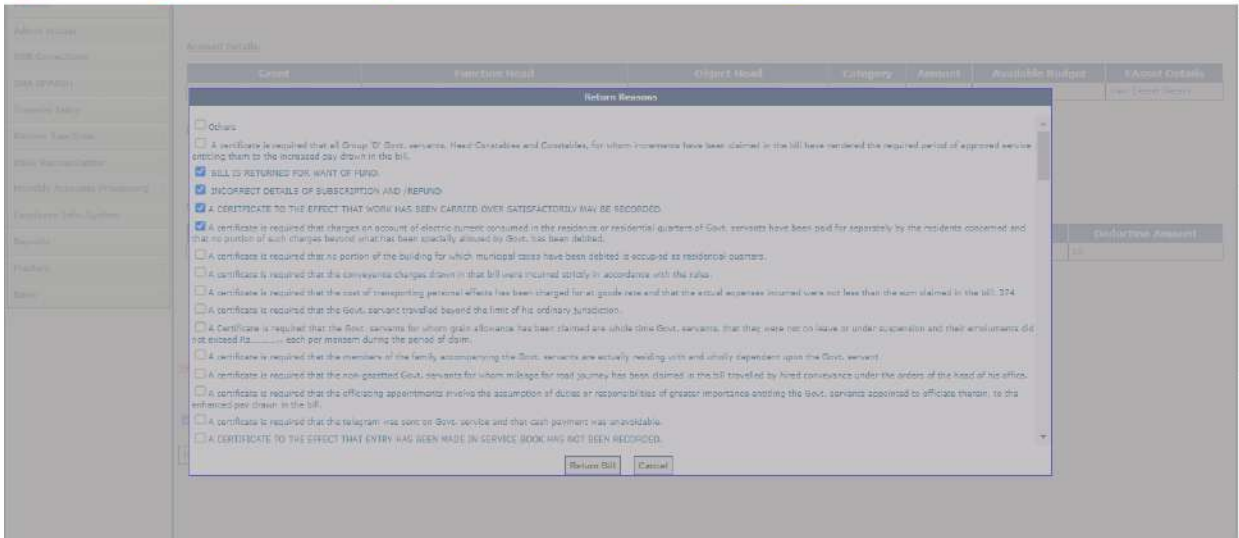 Account Details
Grant Function Head Object Head Category Amount Available Budget EAsset Details
Return Reasons
Others
A certificate is required that all Group 'D' Govt. servants, Head Constables and Constables, for whom increments have been claimed in the bill have rendered the required period of approved service
entitling them to the increased pay drawn in the bill.
BILL IS RETURNED FOR WANT OF FUND.
INCORRECT DETAILS OF SUBSCRIPTION AND /REFUND
A CERTIFICATE TO THE EFFECT THAT WORK HAS BEEN CARRIED OVER SATISFACTORILY MAY BE RECORDED.
A certificate is required that charges on account of electric current consumed in the residence or residential quarters of Govt. servants have been paid for separately by the residents concerned and
that no portion of such charges beyond what has been specially allowed by Govt. has been debited.
Deduction Amount
A certificate is required that no portion of the building for which municipal taxes have been debited is occupied as residential quarters.
A certificate is required that the conveyance charges drawn in that bill were incurred strictly in accordance with the rules.
A certificate is required that the cost of transporting personal effects has been charged for at goods rate and that the actual expenses incurred were not less than the sum claimed in the bill. 374
A certificate is required that the Govt. servant travelled beyond the limit of his ordinary jurisdiction.
A Certificate is required that the Govt. servants for whom grain allowance has been claimed are whole time Govt. servants, that they were not on leave or under suspension and their emoluments did
not exceed Rs........... each per mensem during the period of claim.
A certificate is required that the members of the family accompanying the Govt. servants are actually residing with and wholly dependent upon the Govt. servant
A certificate is required that the non-gazetted Govt. servants for whom mileage for road journey has been claimed in the bill travelled by hired conveyance under the orders of the head of his office.
A certificate is required that the officiating appointments involve the assumption of duties or responsibilities of greater importance entitling the Govt. servants appointed to officiate therein, to the
enhanced pay drawn in the bill.
A certificate is required that the telegram was sent on Govt. service and that cash payment was unavoidable.
A CERTIFICATE TO THE EFFECT THAT ENTRY HAS BEEN MADE IN SERVICE BOOK HAS NOT BEEN RECORDED.
Return Bill Cancel